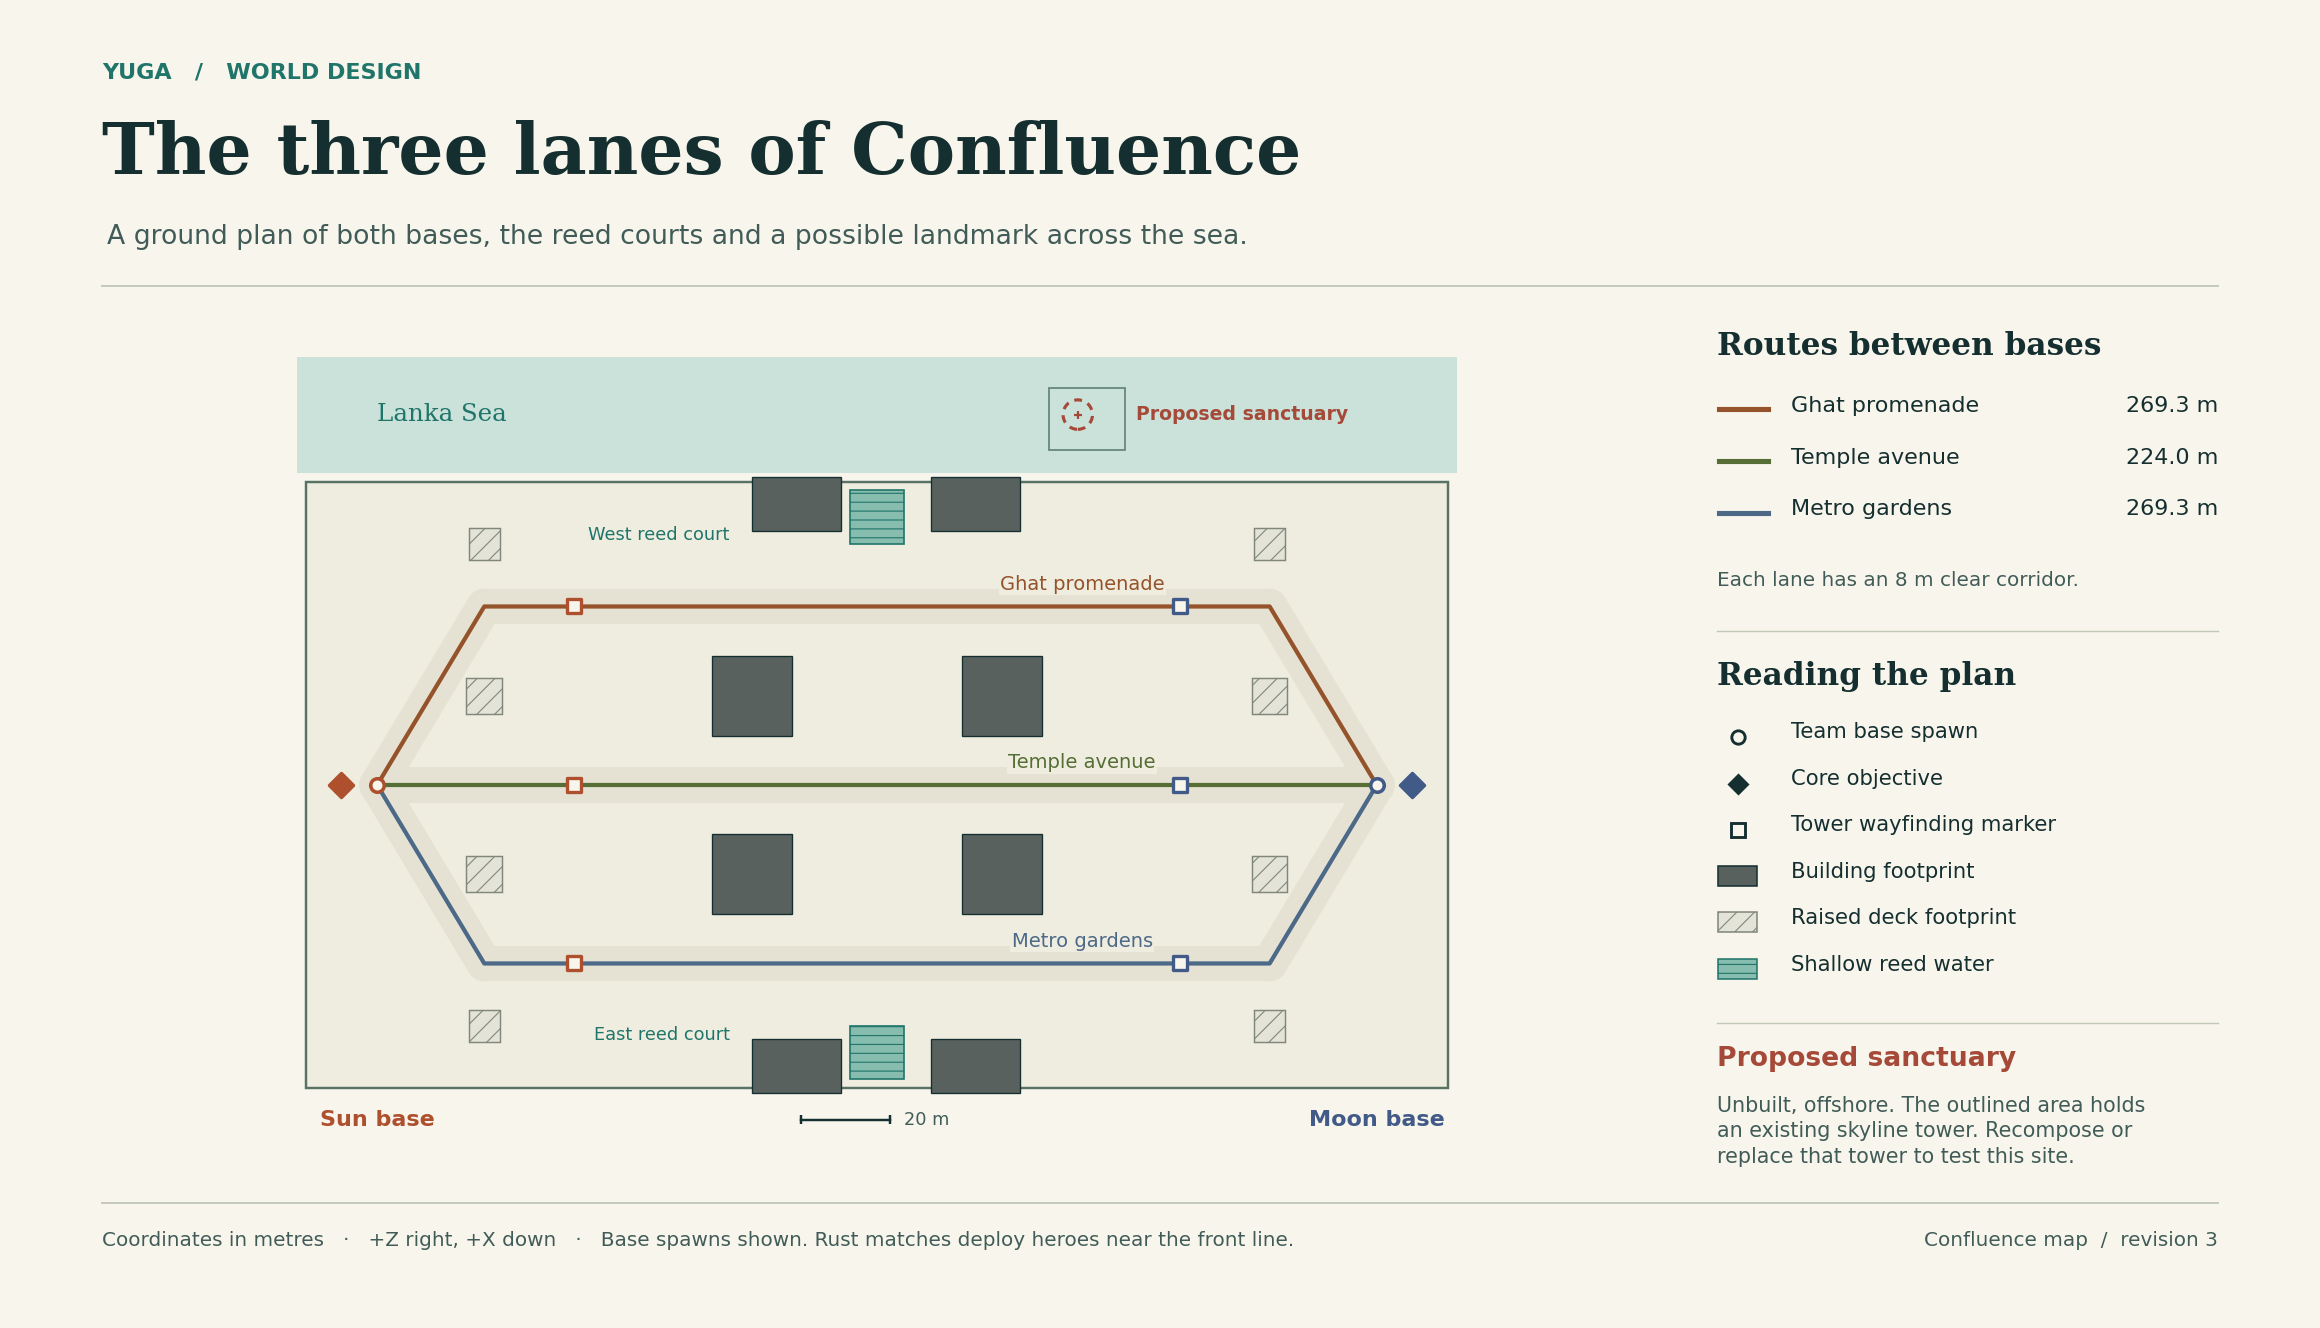 YUGA / WORLD DESIGN
The three lanes of Confluence
A ground plan of both bases, the reed courts and a possible landmark across the sea.
Lanka Sea
Proposed sanctuary
West reed court
Ghat promenade
Temple avenue
Metro gardens
East reed court
Sun base
20 m
Moon base
Routes between bases
Ghat promenade 269.3 m
Temple avenue 224.0 m
Metro gardens 269.3 m
Each lane has an 8 m clear corridor.
Reading the plan
Team base spawn
Core objective
Tower wayfinding marker
Building footprint
Raised deck footprint
Shallow reed water
Proposed sanctuary
Unbuilt, offshore. The outlined area holds
an existing skyline tower. Recompose or
replace that tower to test this site.
Coordinates in metres · +Z right, +X down · Base spawns shown. Rust matches deploy heroes near the front line.
Confluence map / revision 3